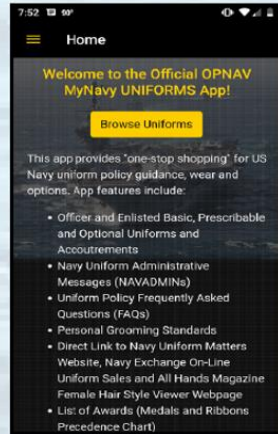 7:52 90°
Home
Welcome to the Official OPNAV
MyNavy UNIFORMS App!
Browse Uniforms
This app provides "one-stop shopping" for US
Navy uniform policy guidance, wear and
options. App features include:
• Officer and Enlisted Basic, Prescribable
and Optional Uniforms and
Accoutrements
• Navy Uniform Administrative
Messages (NAVADMINs)
• Uniform Policy Frequently Asked
Questions (FAQs)
• Personal Grooming Standards
• Direct Link to Navy Uniform Matters
Website, Navy Exchange On-Line
Uniform Sales and All Hands Magazine
Female Hair Style Viewer Webpage
• List of Awards (Medals and Ribbons
Precedence Chart)